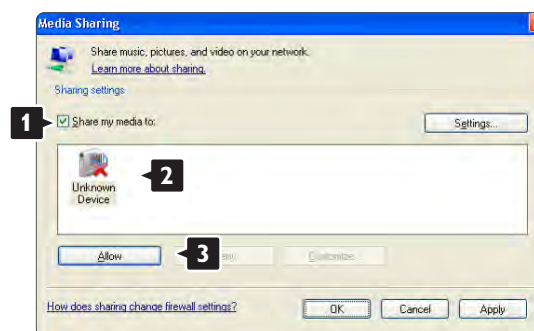 Media Sharing
Share music, pictures, and video on your network.
Learn more about sharing.
Sharing settings
1
Share my media to:
Settings...
2
Unknown
Device
Allow
3
Customize...
How does sharing change firewall settings?
OK
Cancel
Apply